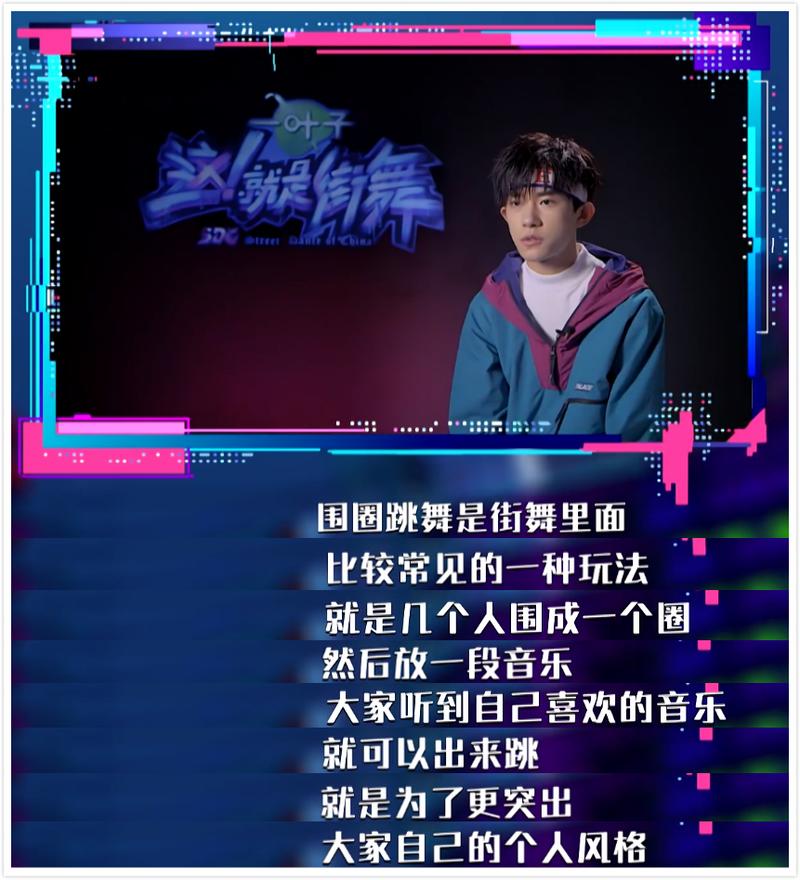 一叶子
这!就是街舞
SDC Street Dance of China
PALACE
围圈跳舞是街舞里面
比较常见的一种玩法
就是几个人围成一个圈
然后放一段音乐
大家听到自己喜欢的音乐
就可以出来跳
就是为了更突出
大家自己的个人风格